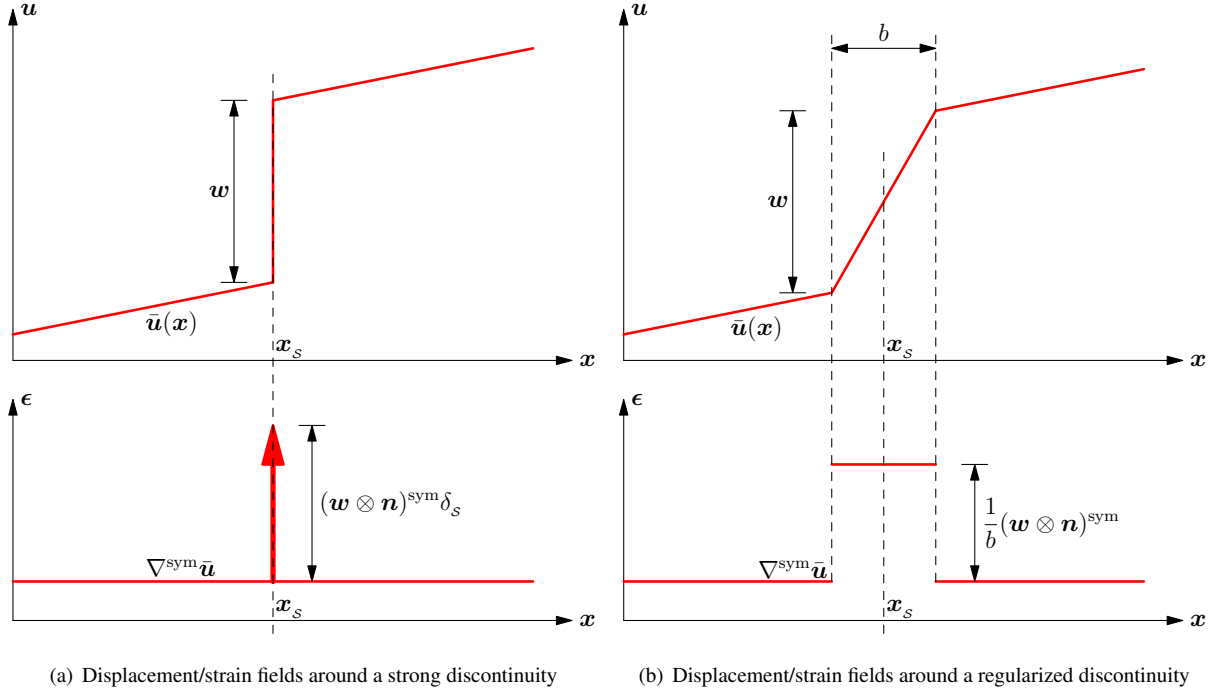 u
w
ū(x)
x_S
x
ϵ
(w ⊗ n)^sym δ_S
∇^sym ū
x_S
x
(a) Displacement/strain fields around a strong discontinuity
u
b
w
ū(x)
x_S
x
ϵ
1/b (w ⊗ n)^sym
∇^sym ū
x_S
x
(b) Displacement/strain fields around a regularized discontinuity